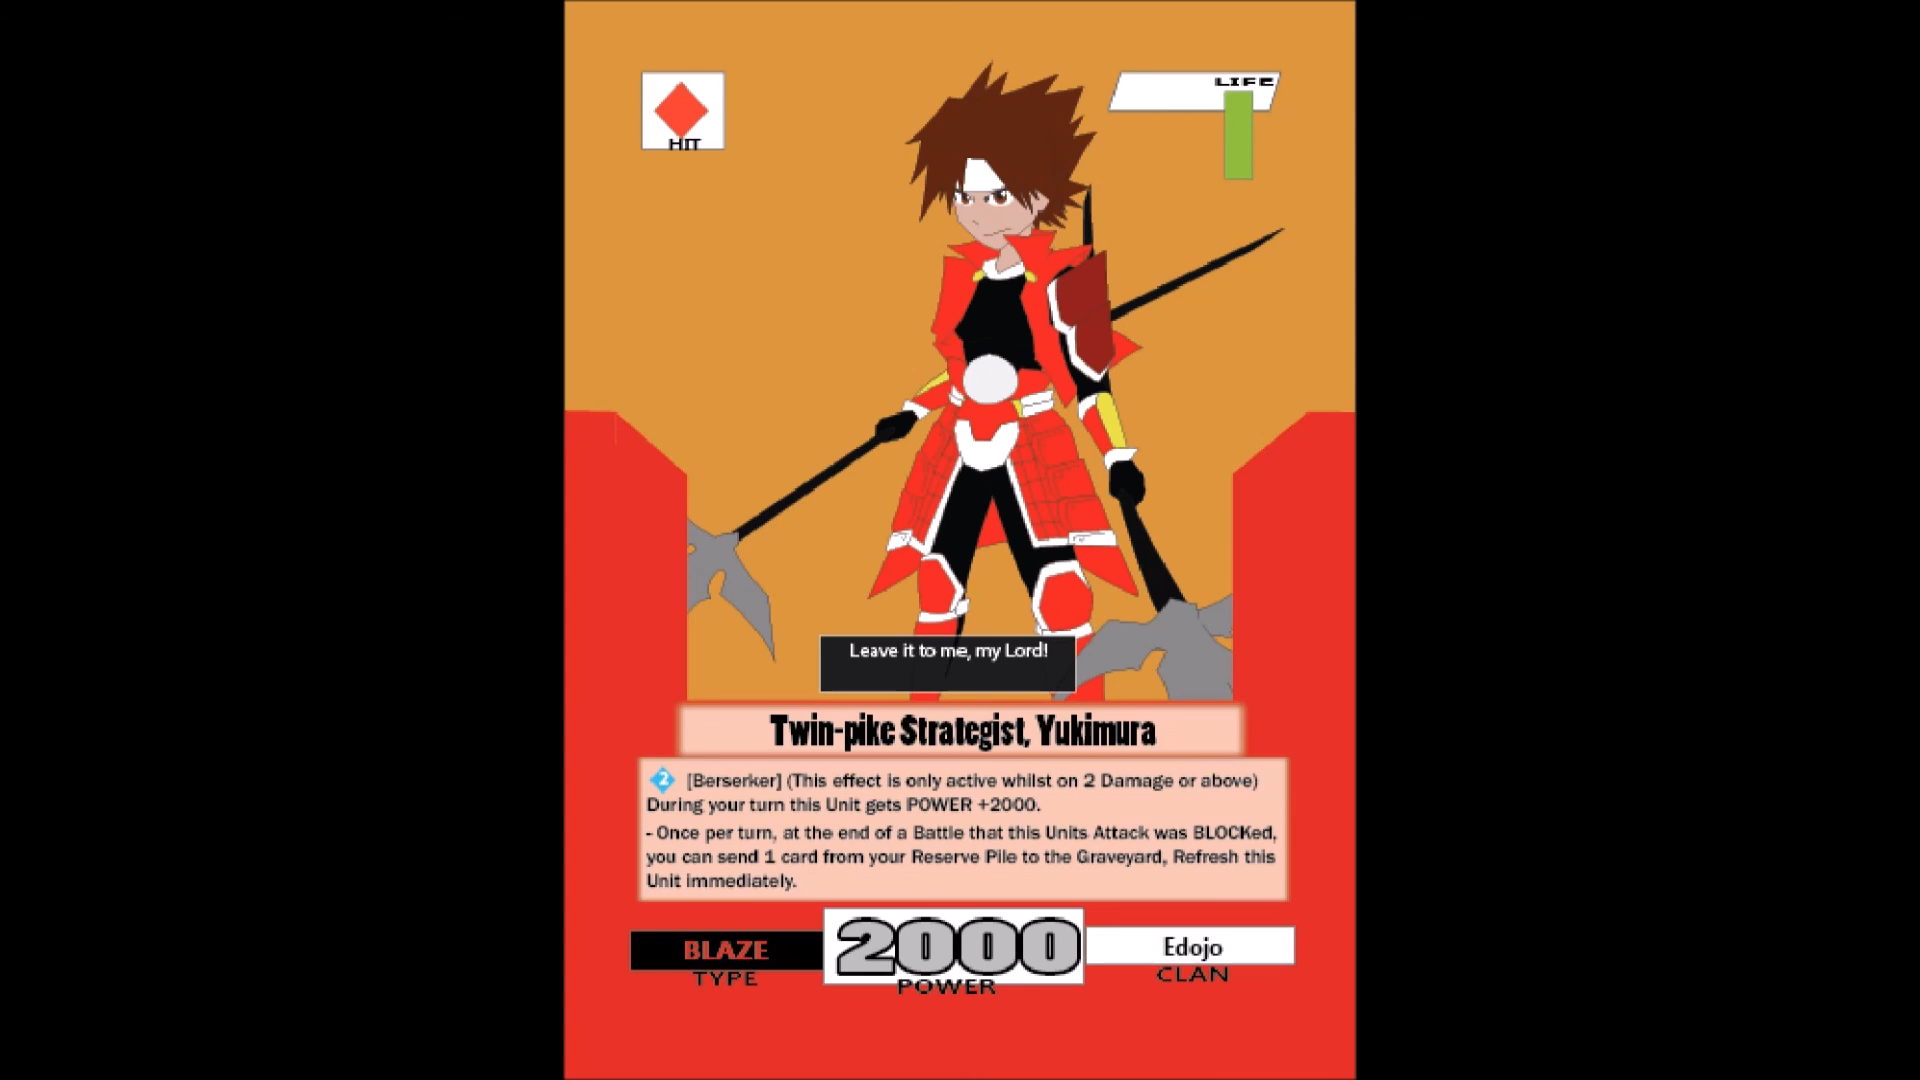 HIT
LIFE
Leave it to me, my Lord!
Twin-pike Strategist, Yukimura
2 [Berserker] (This effect is only active whilst on 2 Damage or above)
During your turn this Unit gets POWER +2000.
- Once per turn, at the end of a Battle that this Units Attack was BLOCKed,
you can send 1 card from your Reserve Pile to the Graveyard, Refresh this
Unit immediately.
BLAZE
TYPE
2000
POWER
Edojo
CLAN